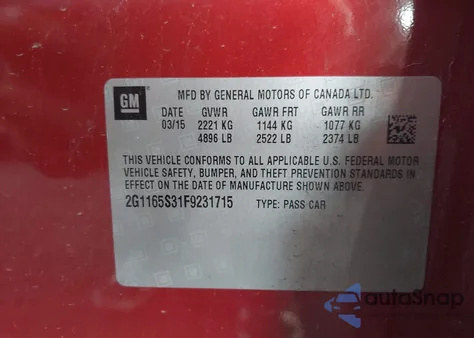 GM
MFD BY GENERAL MOTORS OF CANADA LTD.
DATE GVWR GAWR FRT GAWR RR
03/15 2221 KG 1144 KG 1077 KG
4896 LB 2522 LB 2374 LB
THIS VEHICLE CONFORMS TO ALL APPLICABLE U.S. FEDERAL MOTOR
VEHICLE SAFETY, BUMPER, AND THEFT PREVENTION STANDARDS IN
EFFECT ON THE DATE OF MANUFACTURE SHOWN ABOVE.
2G1165S31F9231715 TYPE: PASS CAR
autoSnap